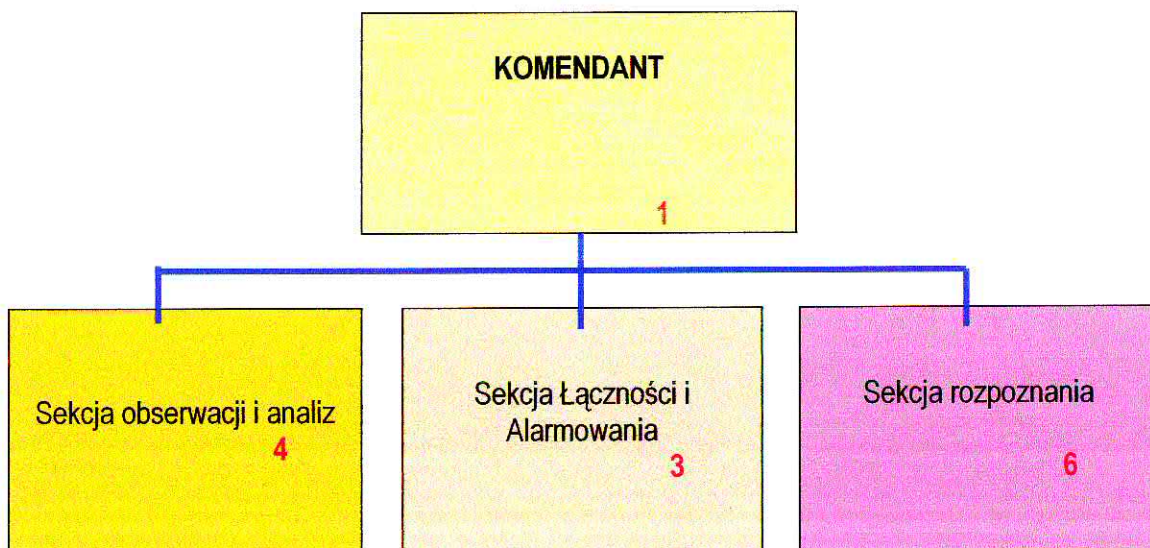 KOMENDANT
1
Sekcja obserwacji i analiz
4
Sekcja Łączności i
Alarmowania
3
Sekcja rozpoznania
6